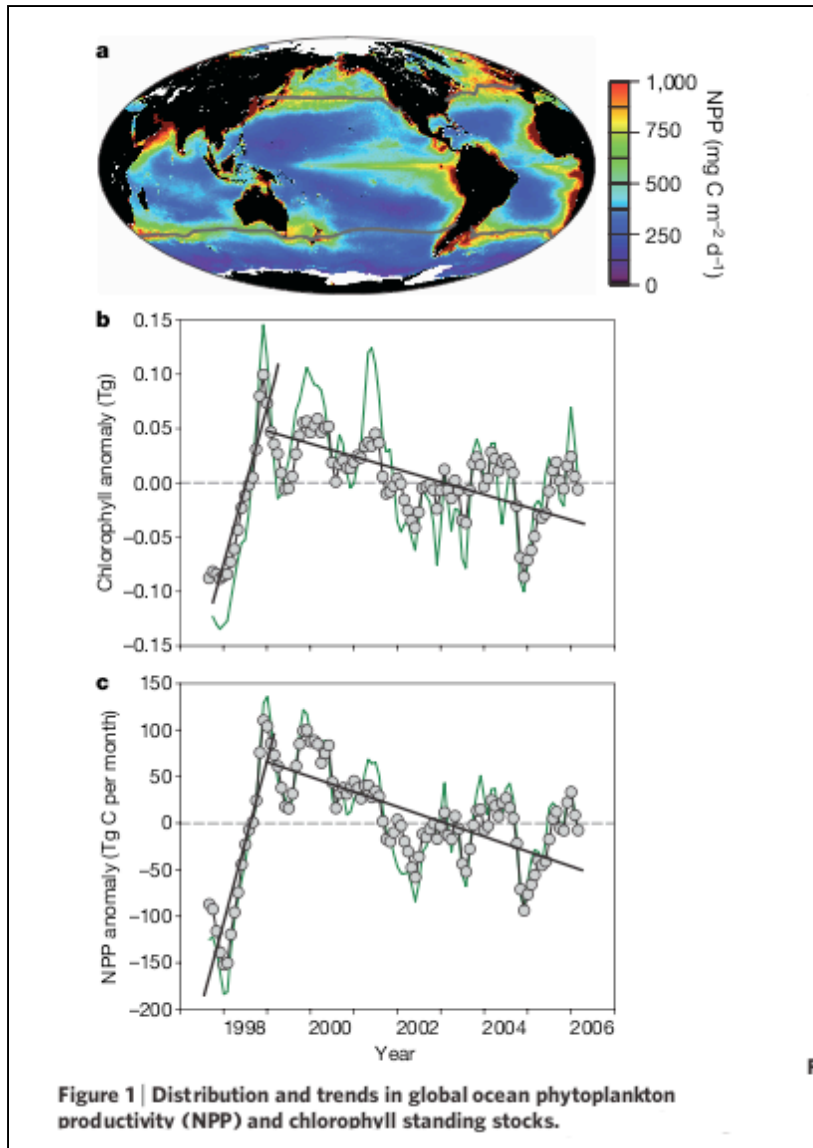 a
1,000
750
500
250
0
NPP (mg C m⁻² d⁻¹)
b
0.15
0.10
0.05
0.00
−0.05
−0.10
−0.15
Chlorophyll anomaly (Tg)
c
150
100
50
0
−50
−100
−150
−200
NPP anomaly (Tg C per month)
1998 2000 2002 2004 2006
Year
Figure 1 | Distribution and trends in global ocean phytoplankton
productivity (NPP) and chlorophyll standing stocks.
F